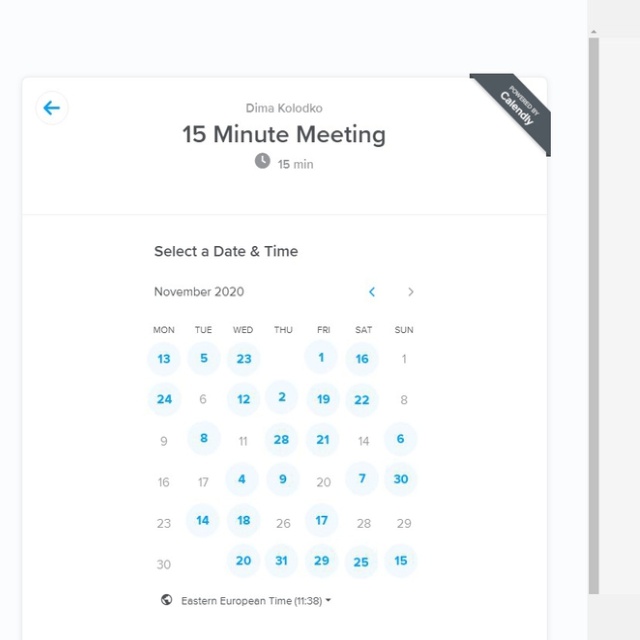 POWERED BY
Calendly
Dima Kolodko
15 Minute Meeting
15 min
Select a Date & Time
November 2020
MON TUE WED THU FRI SAT SUN
13 5 23 1 16 1
24 6 12 2 19 22 8
9 8 11 28 21 14 6
16 17 4 9 20 7 30
23 14 18 26 17 28 29
30 20 31 29 25 15
Eastern European Time (11:38)